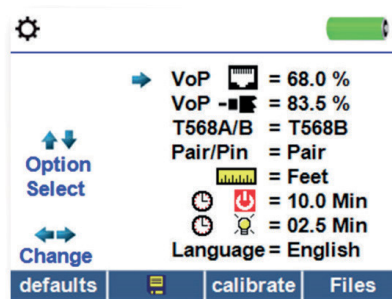 VoP = 68.0 %
VoP = 83.5 %
T568A/B = T568B
Pair/Pin = Pair
= Feet
= 10.0 Min
= 02.5 Min
Language = English
Option
Select
Change
defaults calibrate Files